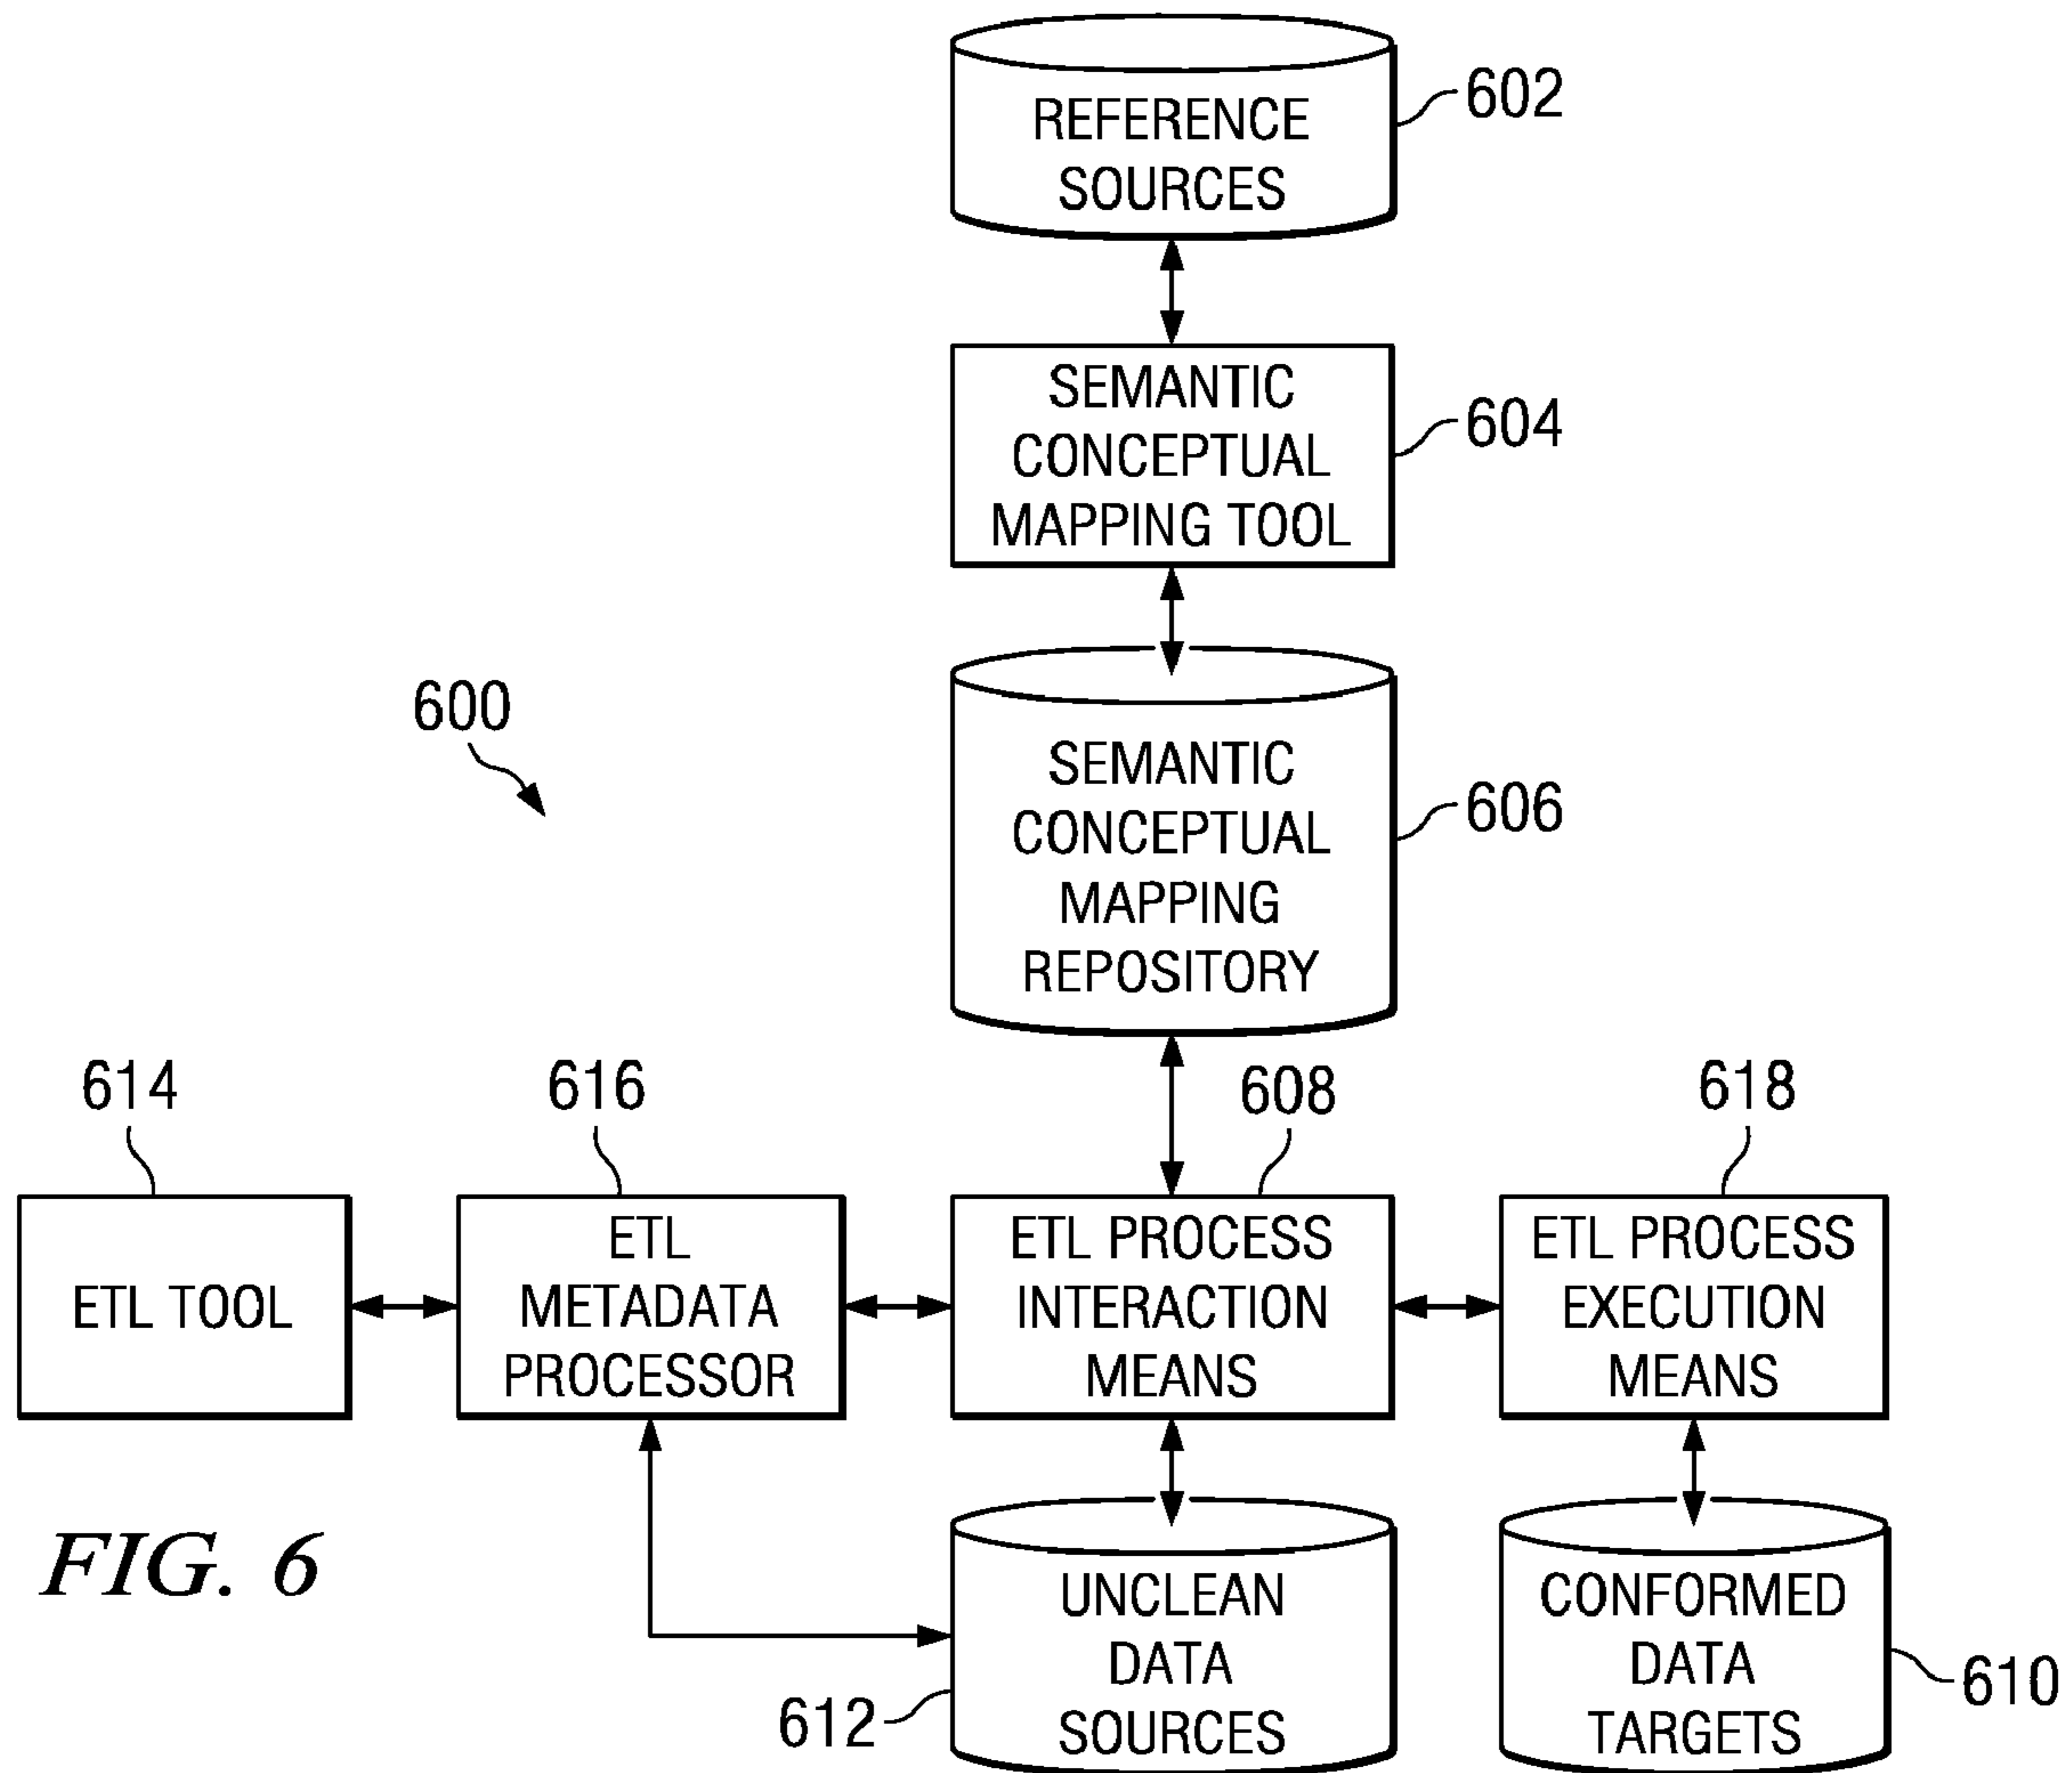 REFERENCE
SOURCES
602
SEMANTIC
CONCEPTUAL
MAPPING TOOL
604
600
SEMANTIC
CONCEPTUAL
MAPPING
REPOSITORY
606
614
616
608
618
ETL TOOL
ETL
METADATA
PROCESSOR
ETL PROCESS
INTERACTION
MEANS
ETL PROCESS
EXECUTION
MEANS
FIG. 6
UNCLEAN
DATA
SOURCES
612
CONFORMED
DATA
TARGETS
610